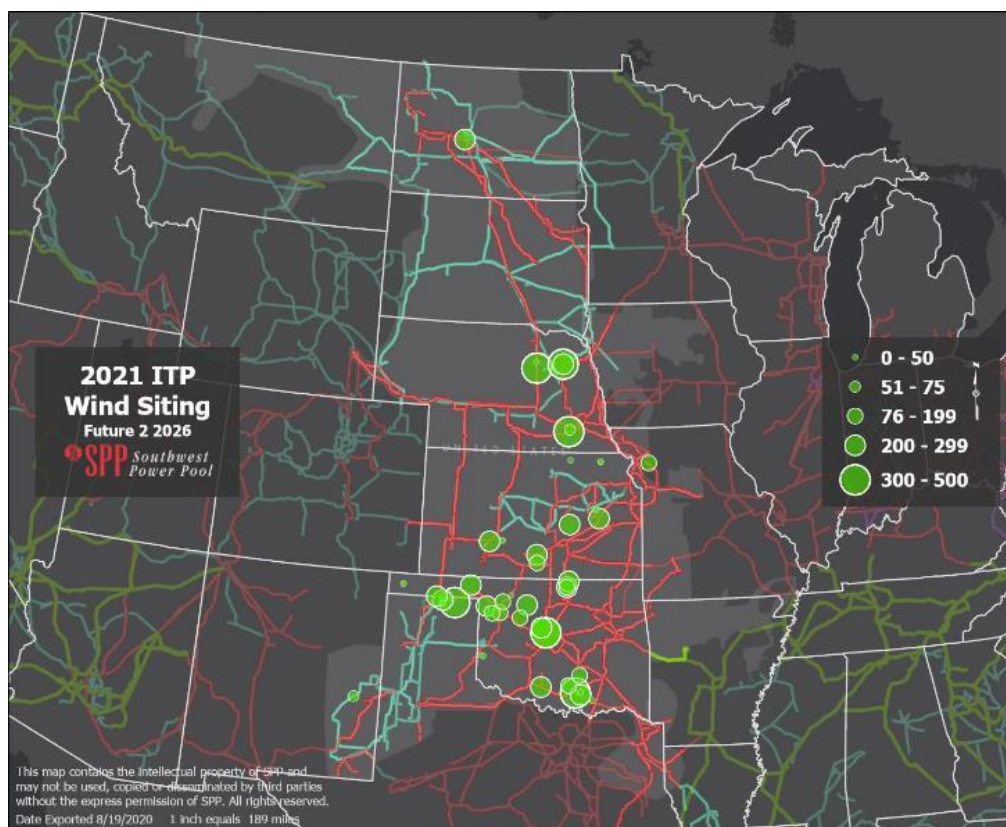 2021 ITP
Wind Siting
Future 2 2026
SPP Southwest
Power Pool
UNITED STATES
0 - 50
51 - 75
76 - 199
200 - 299
300 - 500
This map contains the intellectual property of SPP and
may not be used, copied or disseminated by third parties
without the express permission of SPP. All rights reserved.
Date Exported 8/19/2020 1 inch equals 189 miles